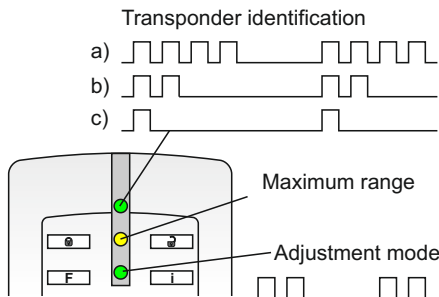 Transponder identification
a)
b)
c)
Maximum range
Adjustment mode
F
i